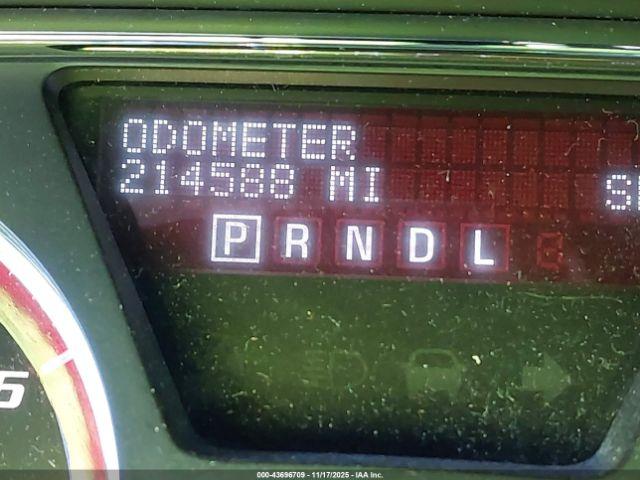 ODOMETER
214588 MI
P R N D L
000-43696709 - 11/17/2025 - IAA Inc.